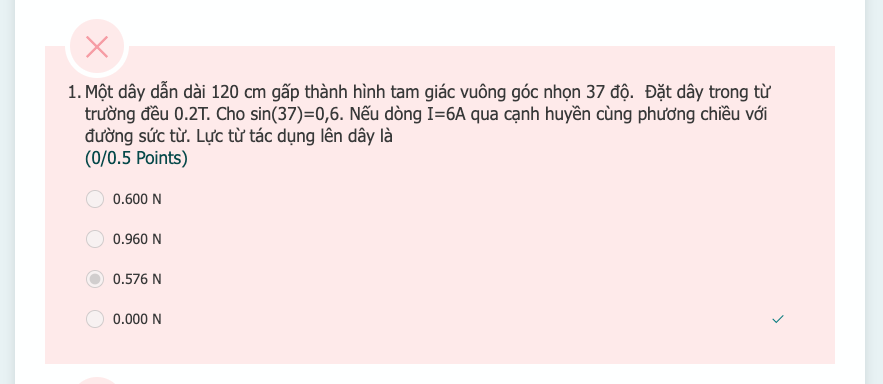 1. Một dây dẫn dài 120 cm gấp thành hình tam giác vuông góc nhọn 37 độ. Đặt dây trong từ
trường đều 0.2T. Cho sin(37)=0,6. Nếu dòng I=6A qua cạnh huyền cùng phương chiều với
đường sức từ. Lực từ tác dụng lên dây là
(0/0.5 Points)
0.600 N
0.960 N
0.576 N
0.000 N